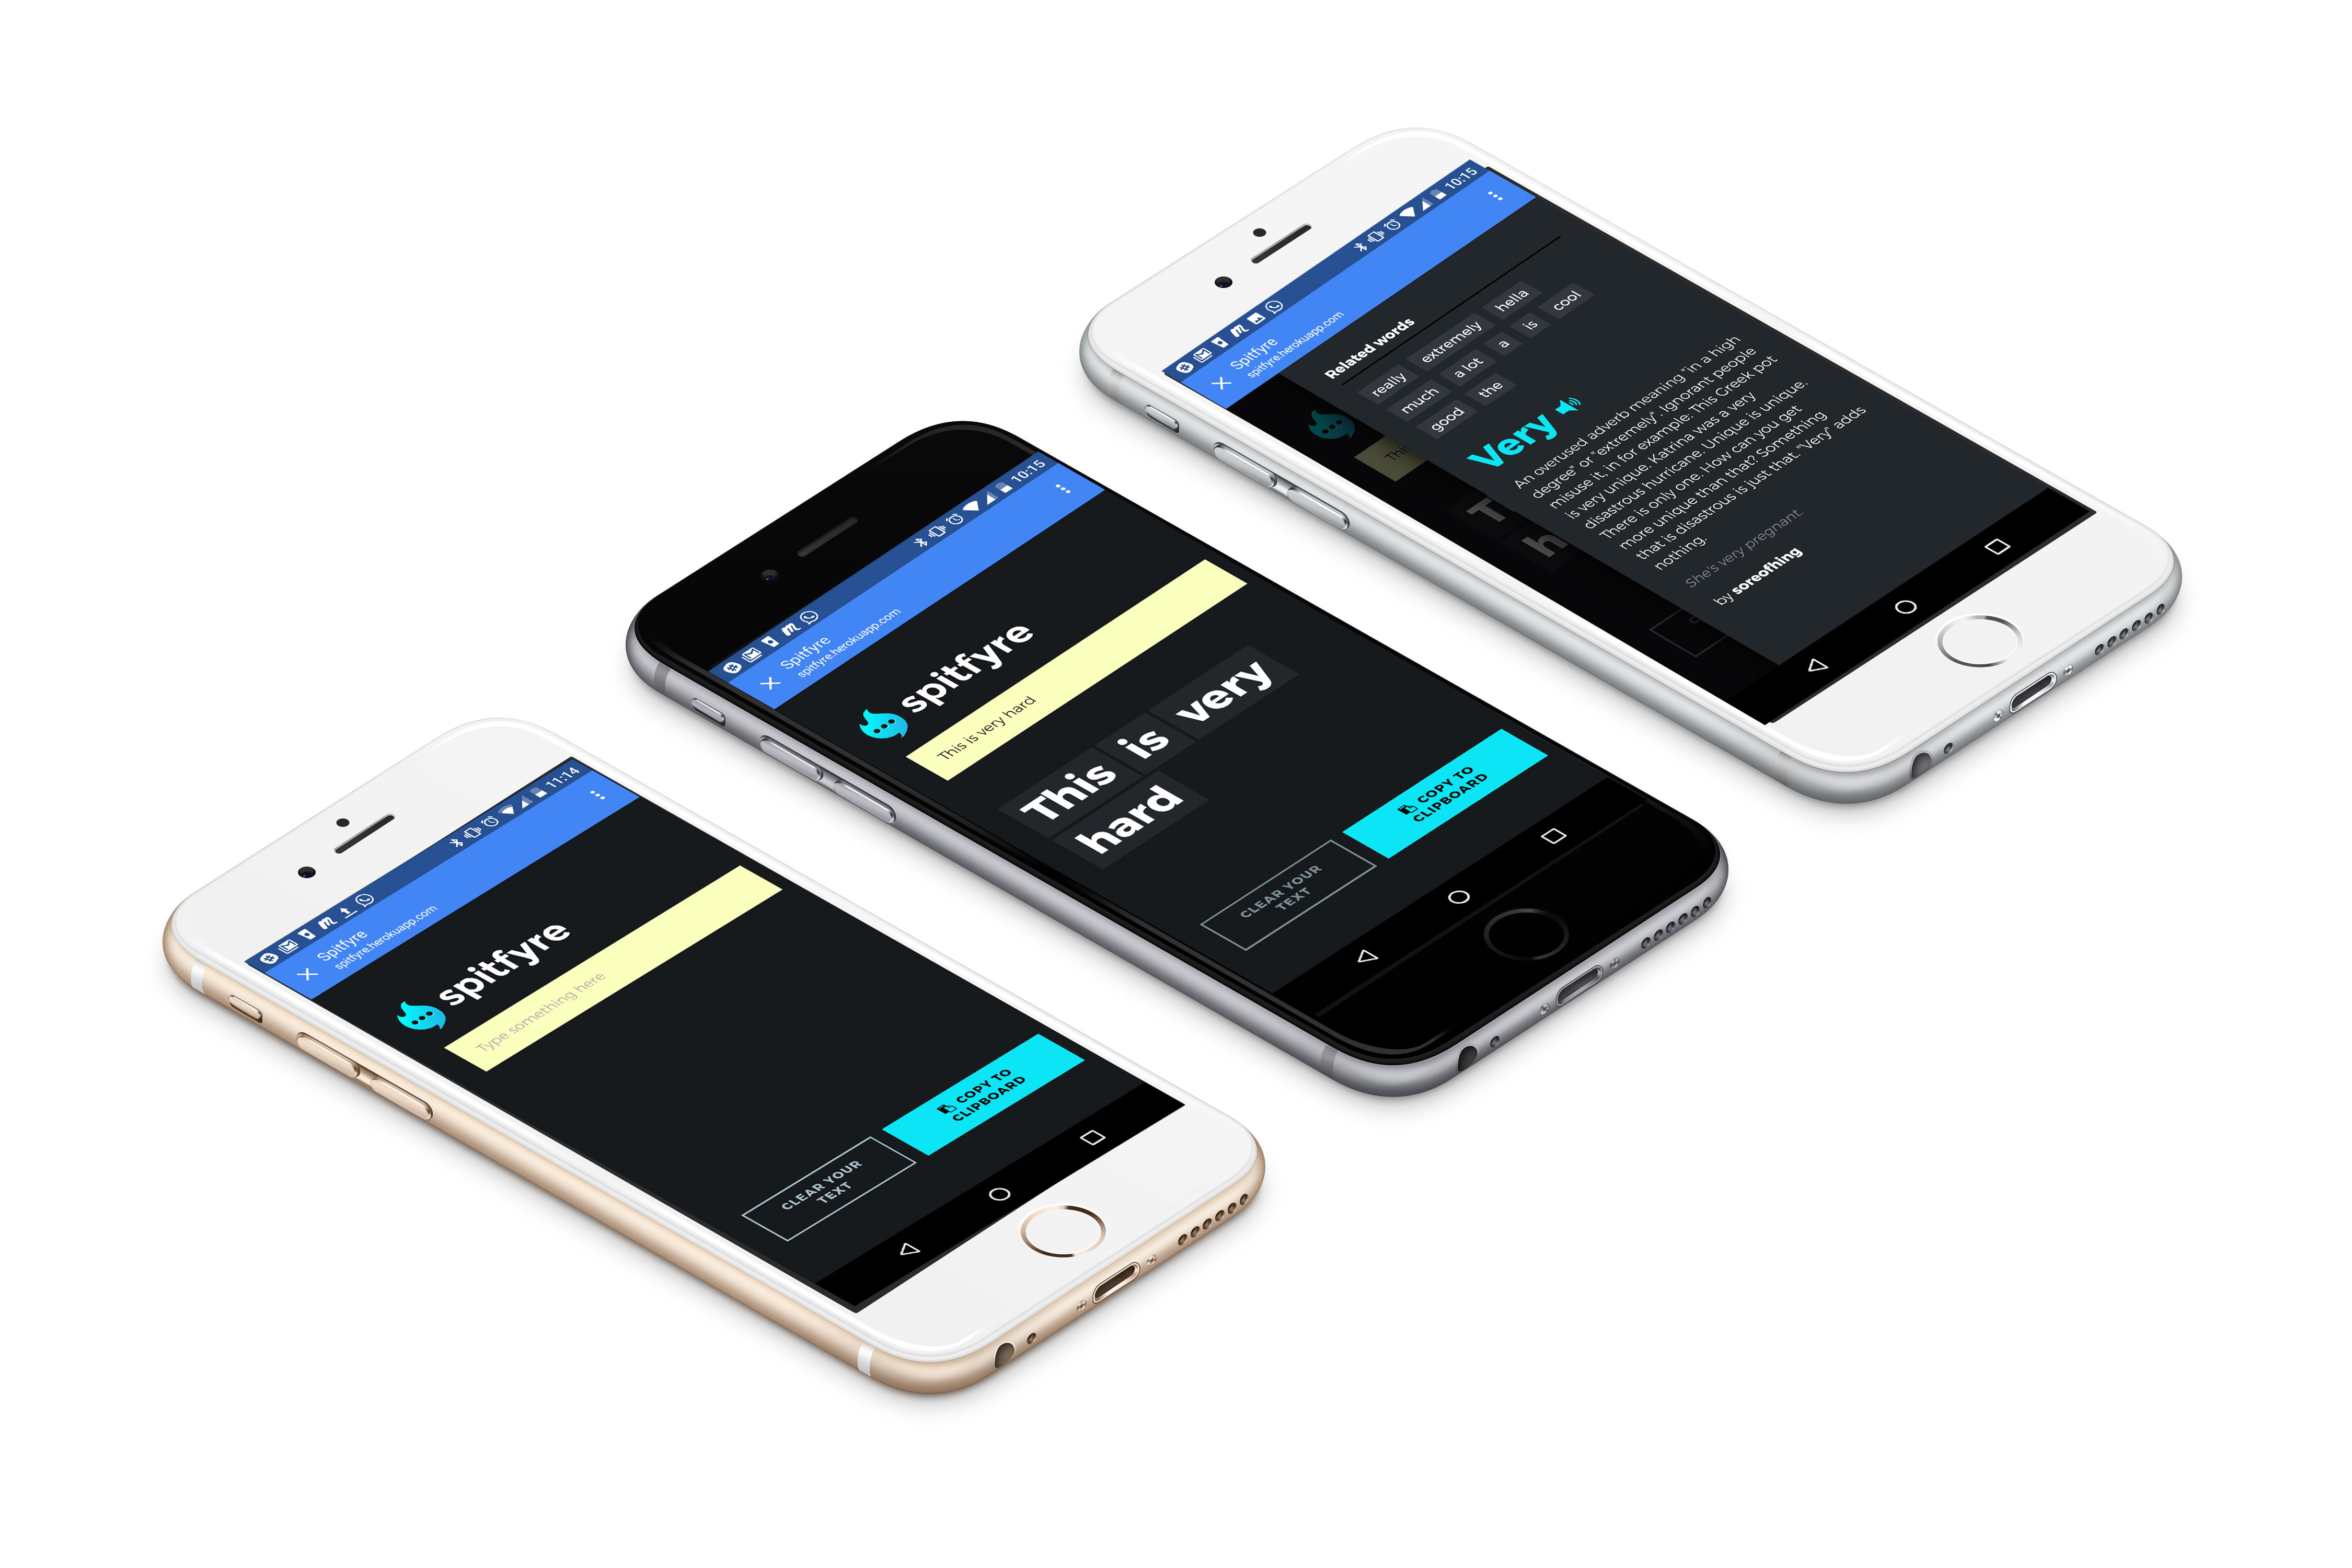 11:14
Spitfyre
spitfyre.herokuapp.com
spitfyre
Type something here
CLEAR YOUR
TEXT
COPY TO
CLIPBOARD
10:15
Spitfyre
spitfyre.herokuapp.com
spitfyre
This is very hard
This is very
hard
CLEAR YOUR
TEXT
COPY TO
CLIPBOARD
10:15
Spitfyre
spitfyre.herokuapp.com
Related words
really extremely hella
much a lot a is cool
good the
Very
An overused adverb meaning "in a high
degree" or "extremely". Ignorant people
misuse it, in for example: This Greek pot
is very unique. Katrina was a very
disastrous hurricane. Unique is unique.
There is only one. How can you get
more unique than that? Something
that is disastrous is just that. "Very" adds
nothing.
She's very pregnant.
by soreofhing
Thi
T
h